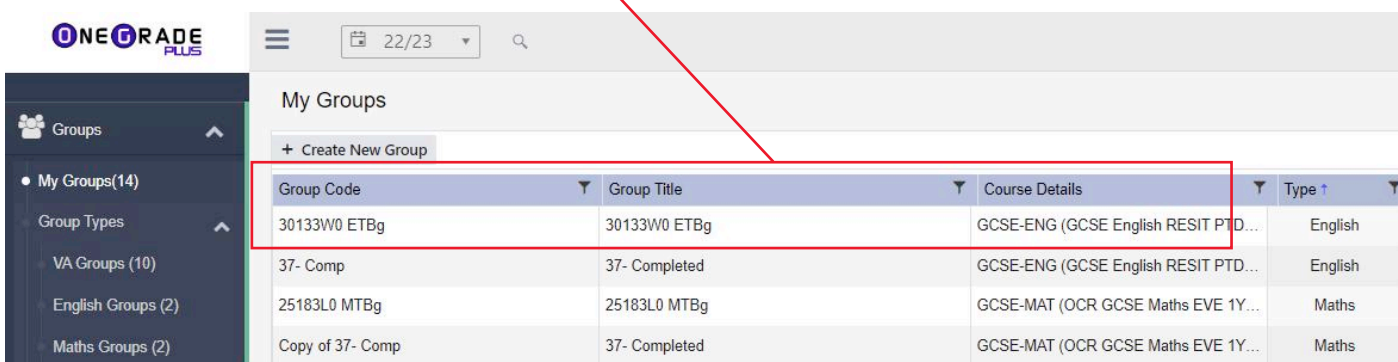 ONEGRADE
PLUS
22/23
My Groups
Groups
+ Create New Group
My Groups(14)
Group Code Group Title Course Details Type ↑
Group Types
30133W0 ETBg 30133W0 ETBg GCSE-ENG (GCSE English RESIT PTD... English
VA Groups (10)
37- Comp 37- Completed GCSE-ENG (GCSE English RESIT PTD... English
English Groups (2)
25183L0 MTBg 25183L0 MTBg GCSE-MAT (OCR GCSE Maths EVE 1Y... Maths
Maths Groups (2)
Copy of 37- Comp 37- Completed GCSE-MAT (OCR GCSE Maths EVE 1Y... Maths